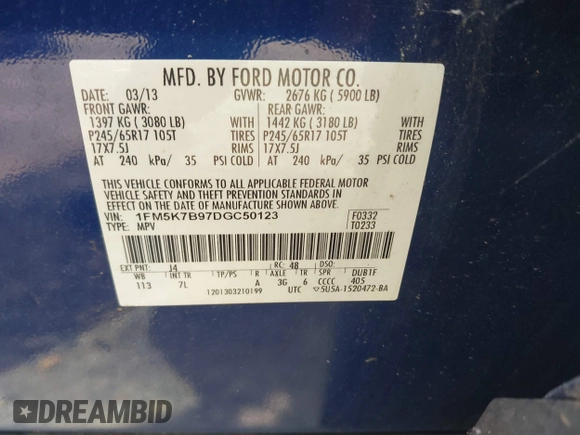 MFD. BY FORD MOTOR CO.
DATE: 03/13 GVWR: 2676 KG ( 5900 LB)
FRONT GAWR: REAR GAWR:
1397 KG ( 3080 LB) WITH 1442 KG ( 3180 LB) WITH
P245/65R17 105T TIRES P245/65R17 105T TIRES
17X7.5J RIMS 17X7.5J RIMS
AT 240 kPa/ 35 PSI COLD AT 240 kPa/ 35 PSI COLD
THIS VEHICLE CONFORMS TO ALL APPLICABLE FEDERAL MOTOR
VEHICLE SAFETY AND THEFT PREVENTION STANDARDS IN
EFFECT ON THE DATE OF MANUFACTURE SHOWN ABOVE.
VIN: 1FM5K7B97DGC50123 F0332
TYPE: MPV T0233
EXT PNT: J4 RC: 48 DSO:
WB INT TR TP/PS R AXLE TR SPR DUB1F
113 7L A 3G 6 CCCC 405
1201303210199 UTC ▽5U5A-1520472-BA
DREAMBID